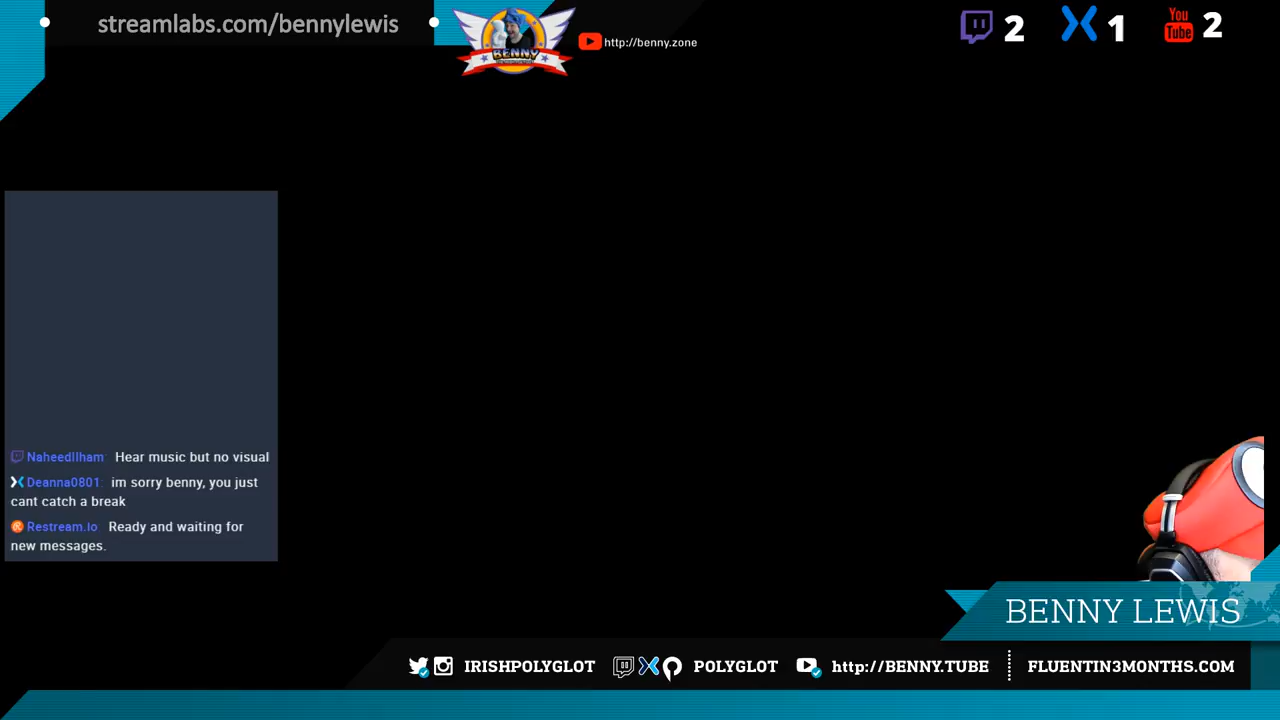 streamlabs.com/bennylewis
BENNY
http://benny.zone
2
1
You
Tube
2
NaheedIlham: Hear music but no visual
Deanna0801: im sorry benny, you just
cant catch a break
Restream.io Ready and waiting for
new messages.
BENNY LEWIS
IRISHPOLYGLOT
POLYGLOT
http://BENNY.TUBE
FLUENTIN3MONTHS.COM